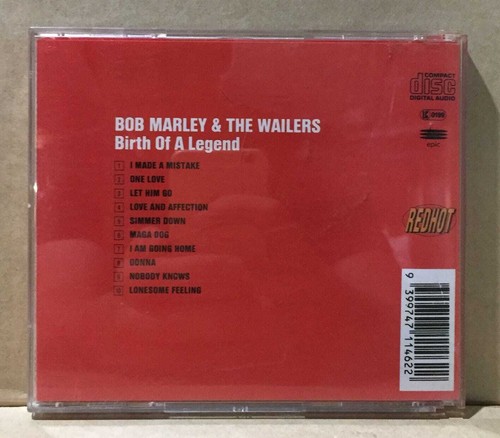 COMPACT
disc
DIGITAL AUDIO
epic
BOB MARLEY & THE WAILERS
Birth Of A Legend
1 I MADE A MISTAKE
2 ONE LOVE
3 LET HIM GO
4 LOVE AND AFFECTION
5 SIMMER DOWN
6 MAGA DOG
7 I AM GOING HOME
8 DONNA
9 NOBODY KNOWS
10 LONESOME FEELING
REDHOT
9 399747 114622